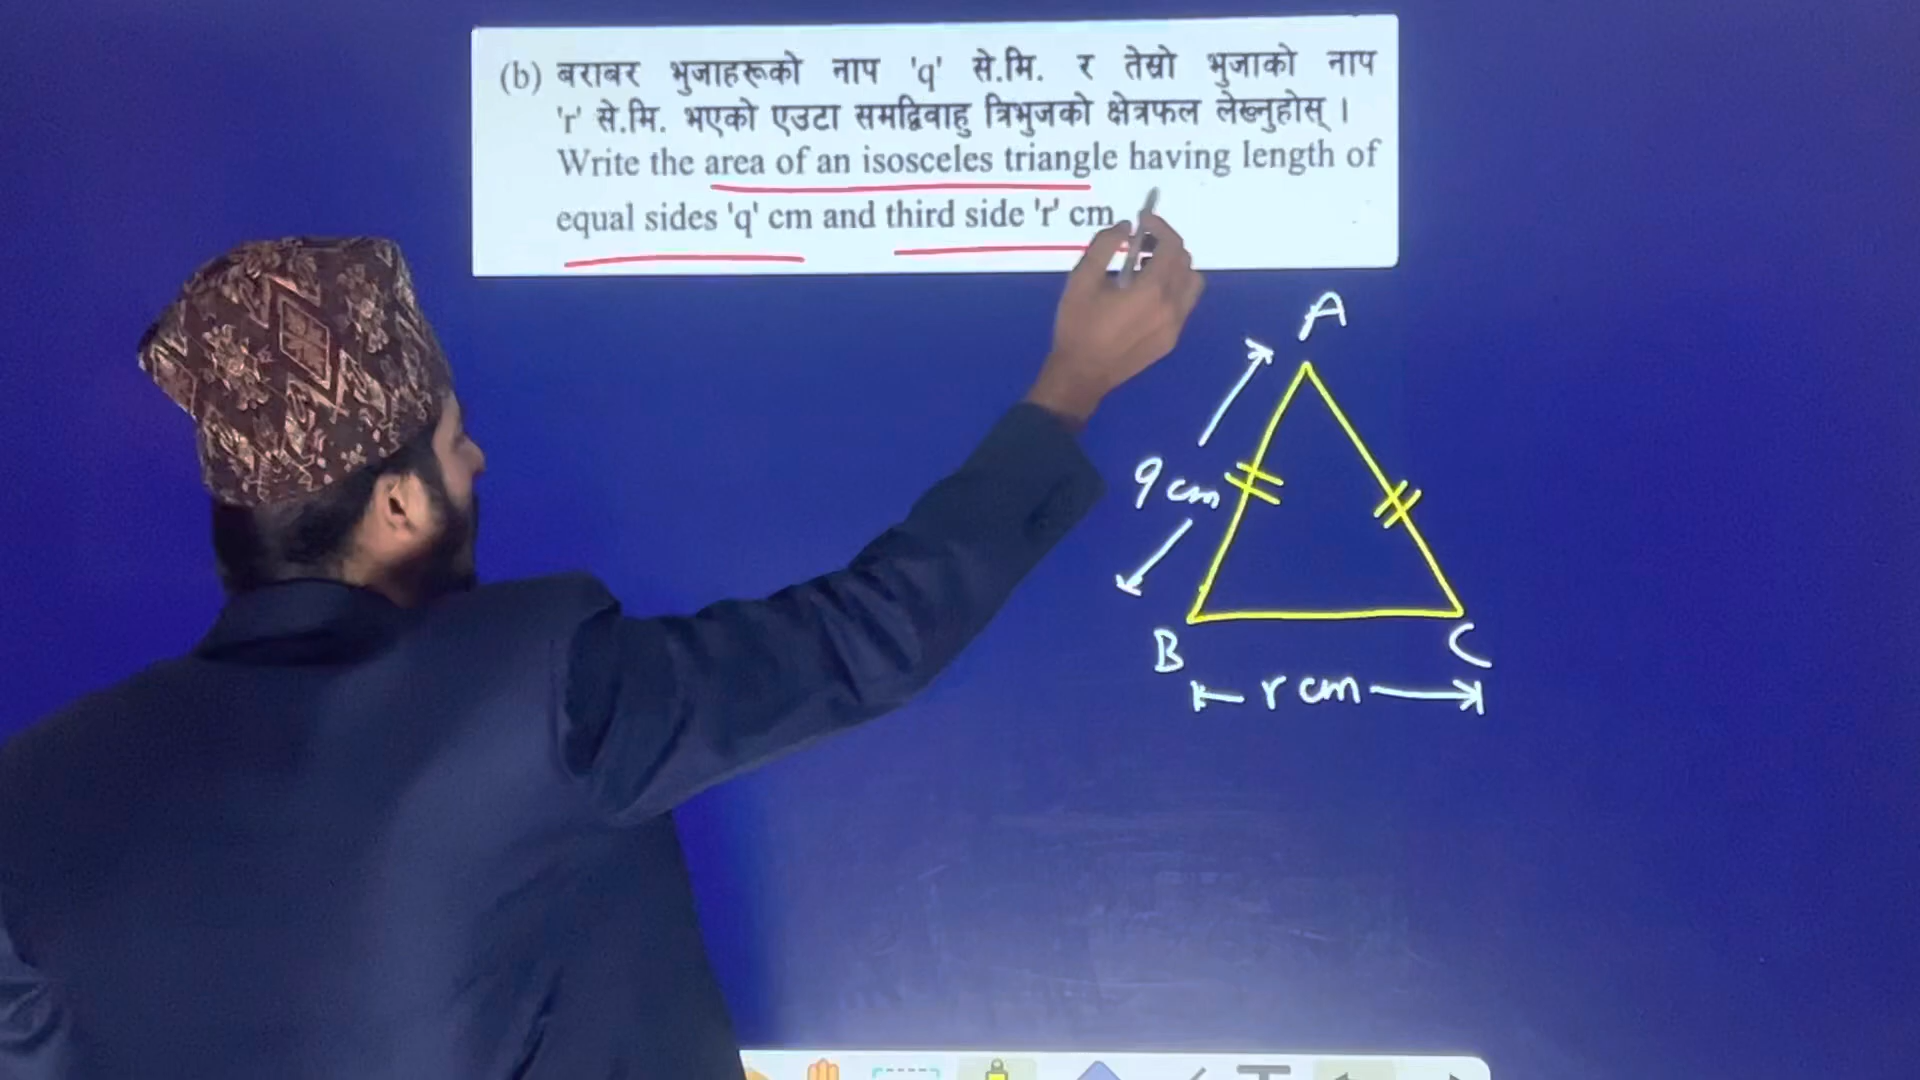 (b) बराबर भुजाहरूको नाप 'q' से.मि. र तेस्रो भुजाको नाप
'r' से.मि. भएको एउटा समद्विवाहु त्रिभुजको क्षेत्रफल लेख्नुहोस् ।
Write the area of an isosceles triangle having length of
equal sides 'q' cm and third side 'r' cm
A
q cm
B
C
r cm